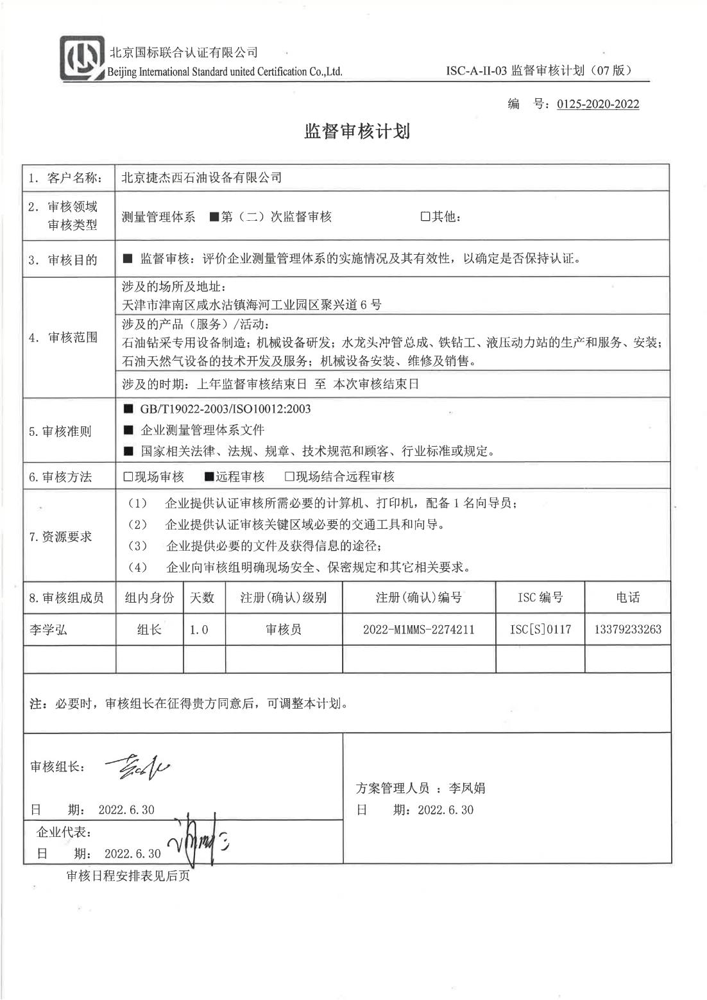 北京国标联合认证有限公司
Beijing International Standard united Certification Co.,Ltd.
ISC-A-II-03 监督审核计划（07 版）
编 号：0125-2020-2022
监督审核计划
1. 客户名称：
北京捷杰西石油设备有限公司
2. 审核领域
审核类型
测量管理体系 ■第（二）次监督审核 □其他：
3. 审核目的
■ 监督审核：评价企业测量管理体系的实施情况及其有效性，以确定是否保持认证。
4. 审核范围
涉及的场所及地址：
天津市津南区咸水沽镇海河工业园区聚兴道 6 号
涉及的产品（服务）/活动：
石油钻采专用设备制造；机械设备研发；水龙头冲管总成、铁钻工、液压动力站的生产和服务、安装；
石油天然气设备的技术开发及服务；机械设备安装、维修及销售。
涉及的时期：上年监督审核结束日 至 本次审核结束日
5.审核准则
■ GB/T19022-2003/ISO10012:2003
■ 企业测量管理体系文件
■ 国家相关法律、法规、规章、技术规范和顾客、行业标准或规定。
6.审核方法
□现场审核 ■远程审核 □现场结合远程审核
7.资源要求
（1） 企业提供认证审核所需必要的计算机、打印机，配备 1 名向导员；
（2） 企业提供认证审核关键区域必要的交通工具和向导。
（3） 企业提供必要的文件及获得信息的途径；
（4） 企业向审核组明确现场安全、保密规定和其它相关要求。
8.审核组成员 组内身份 天数 注册(确认)级别 注册(确认)编号 ISC 编号 电话
李学弘 组长 1.0 审核员 2022-M1MMS-2274211 ISC[S]0117 13379233263
注：必要时，审核组长在征得贵方同意后，可调整本计划。
审核组长：
日 期： 2022.6.30
方案管理人员 ：李凤娟
日 期：2022.6.30
企业代表：
日 期： 2022.6.30
审核日程安排表见后页